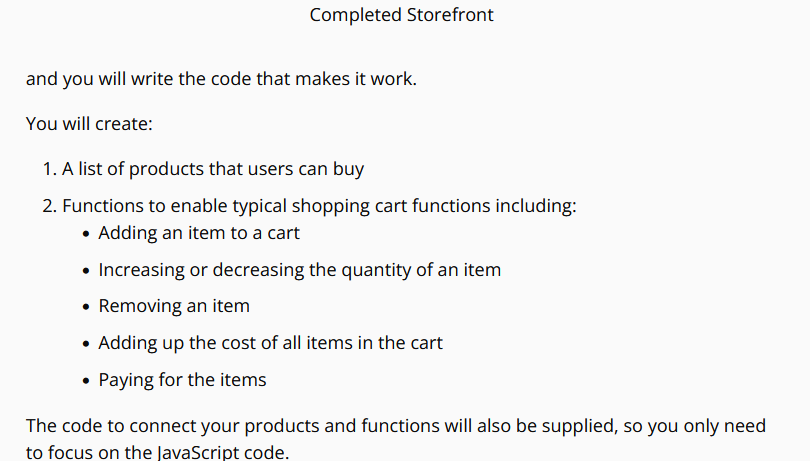 Completed Storefront
and you will write the code that makes it work.
You will create:
1. A list of products that users can buy
2. Functions to enable typical shopping cart functions including:
• Adding an item to a cart
• Increasing or decreasing the quantity of an item
• Removing an item
• Adding up the cost of all items in the cart
• Paying for the items
The code to connect your products and functions will also be supplied, so you only need
to focus on the JavaScript code.